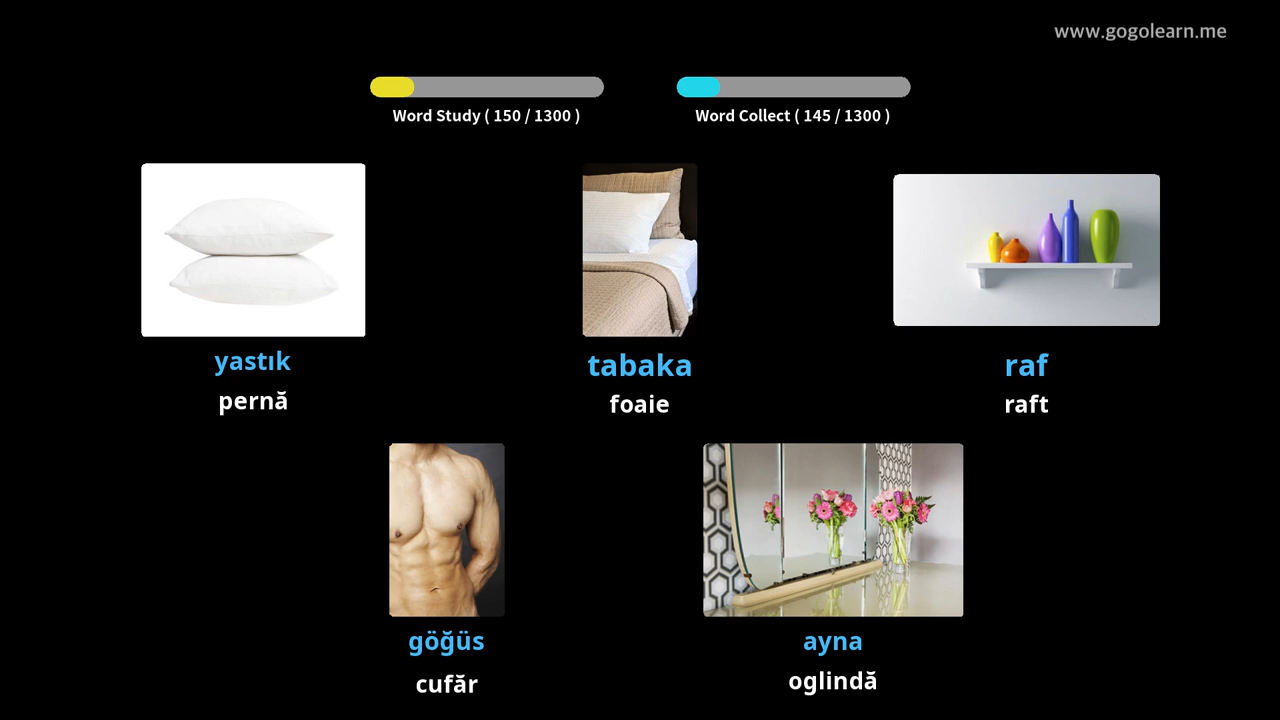 www.gogolearn.me
Word Study ( 150 / 1300 )
Word Collect ( 145 / 1300 )
yastık
pernă
tabaka
foaie
raf
raft
göğüs
cufăr
ayna
oglindă